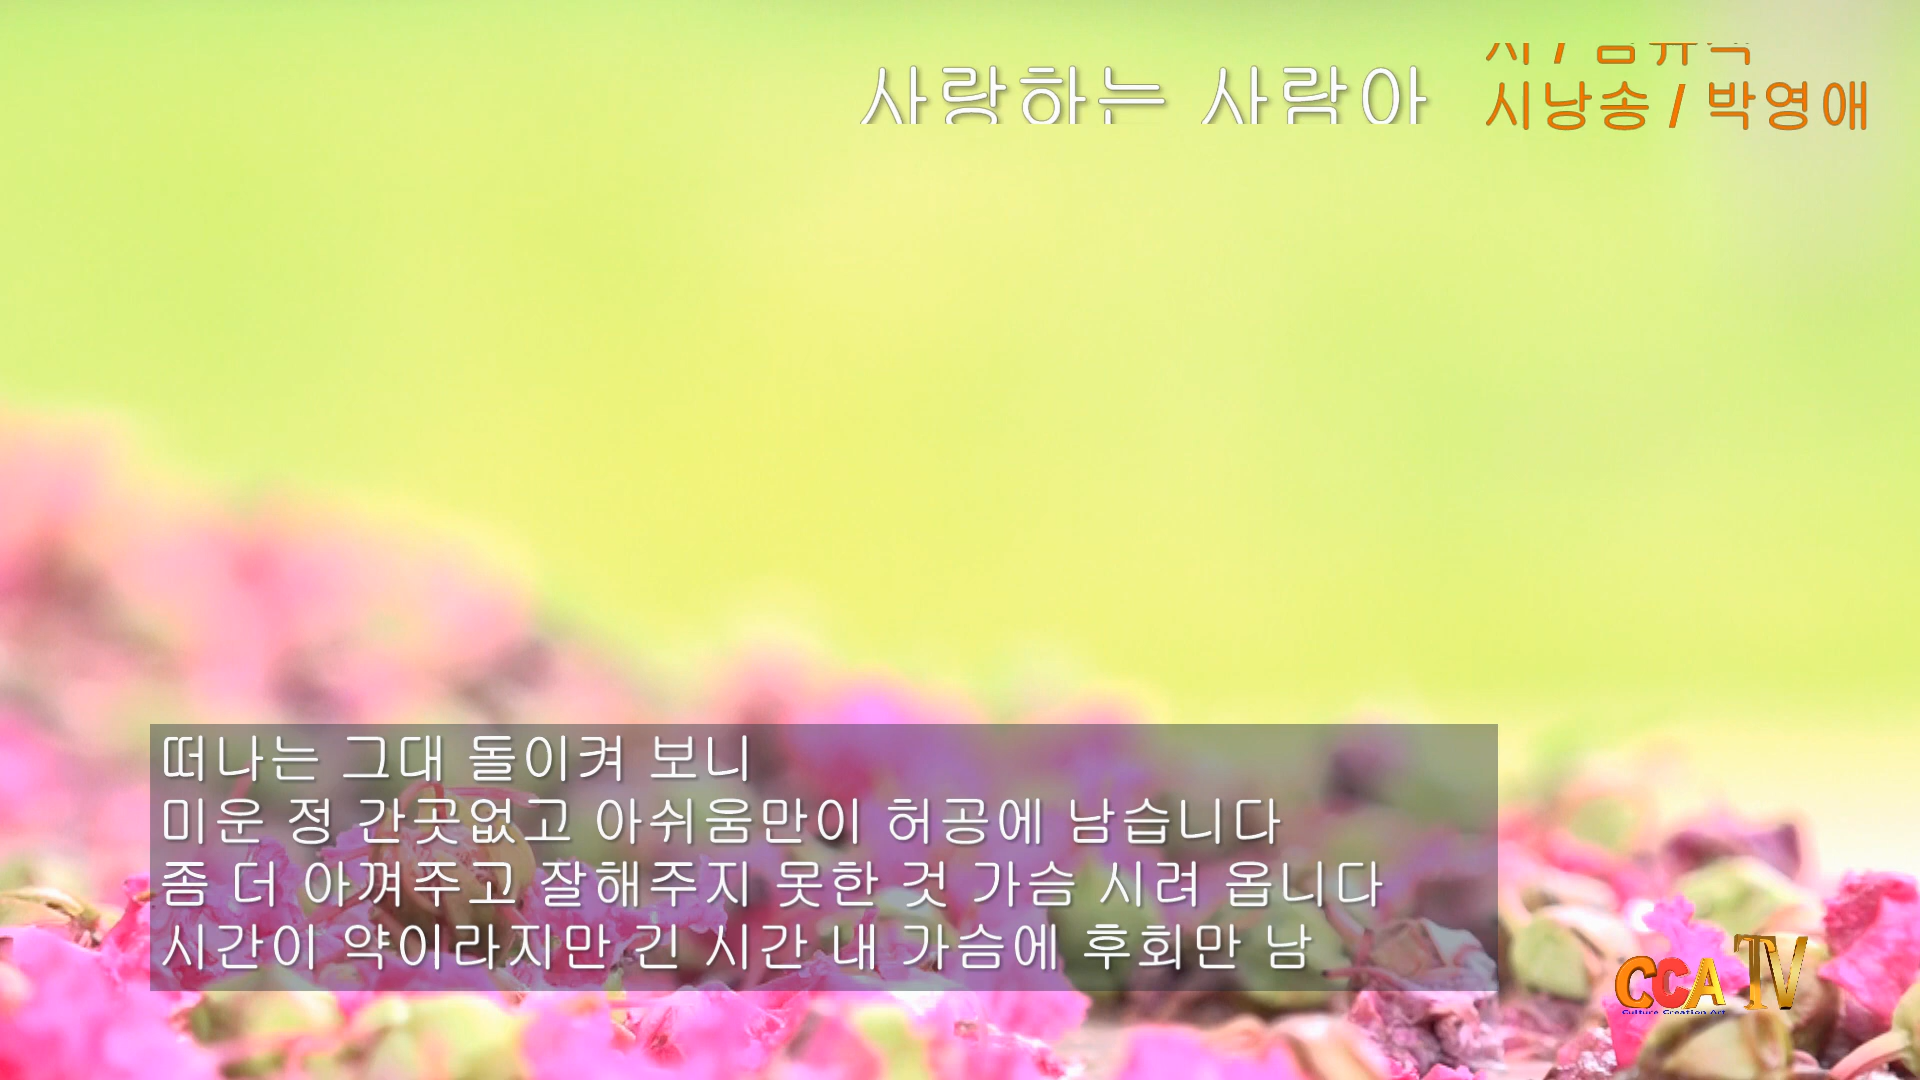 사랑하는 사람아
시낭송 / 박영애
떠나는 그대 돌이켜 보니
미운 정 간곳없고 아쉬움만이 허공에 남습니다
좀 더 아껴주고 잘해주지 못한 것 가슴 시려 옵니다
시간이 약이라지만 긴 시간 내 가슴에 후회만 남
CCA TV
Culture Creation Art